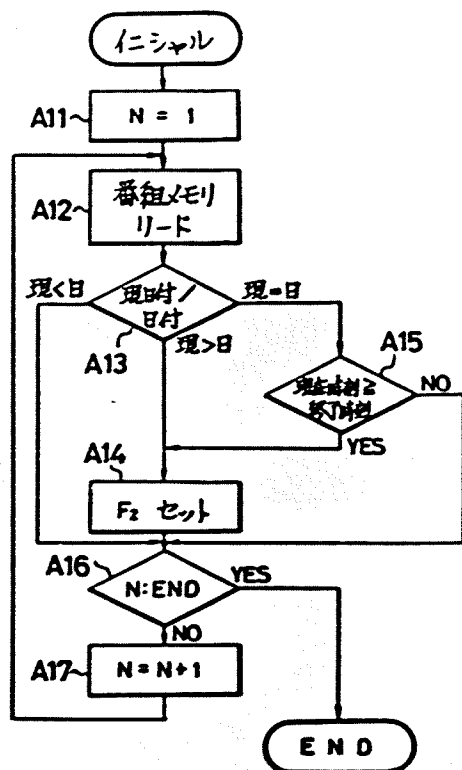 イニシャル
A11
N = 1
A12
番組メモリ
リード
現<日
現日付/
日付
現=日
A13
現>日
A15
現在時刻≧
終了時刻
NO
YES
A14
F2 セット
A16
N:END
YES
NO
A17
N=N+1
END